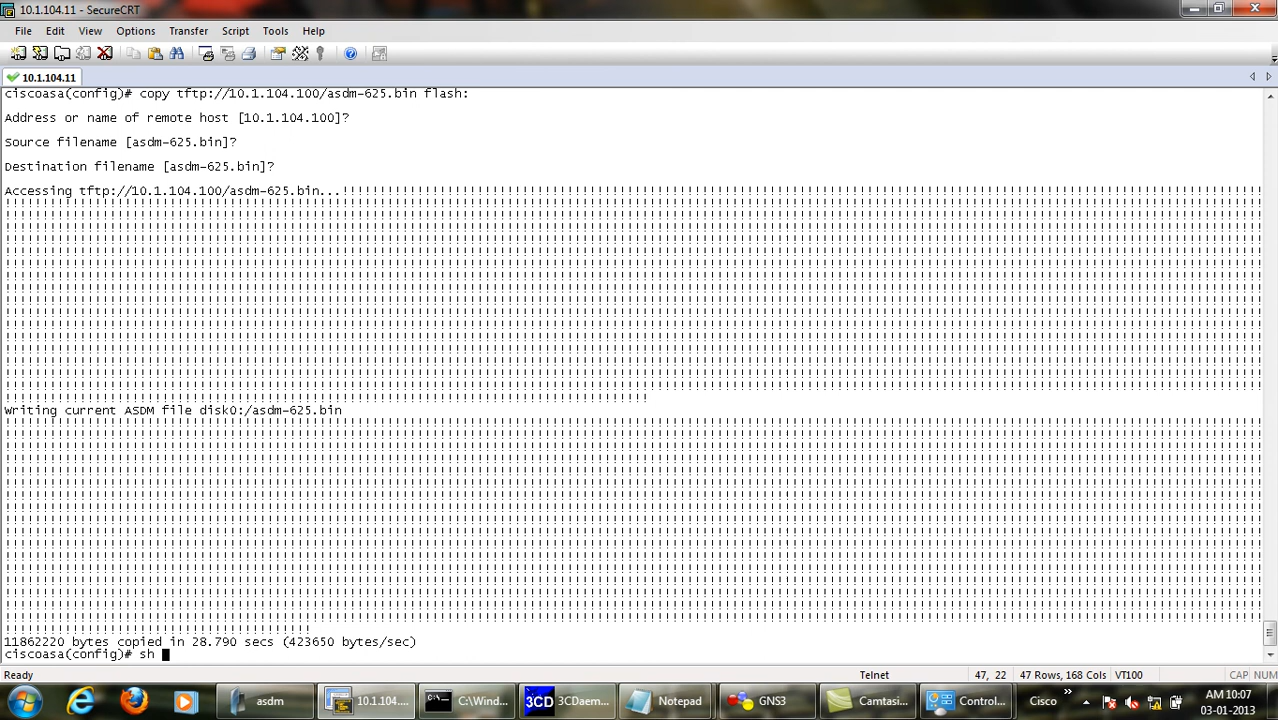 10.1.104.11 - SecureCRT
File Edit View Options Transfer Script Tools Help
10.1.104.11
ciscoasa(config)# copy tftp://10.1.104.100/asdm-625.bin flash:
Address or name of remote host [10.1.104.100]?
Source filename [asdm-625.bin]?
Destination filename [asdm-625.bin]?
Accessing tftp://10.1.104.100/asdm-625.bin...!!!!!!!!!!!!!!!!!!!!!!!!!!!!!!!!!!!!!!!!!!!!!!!!!!!!!!!!!!!!!!!!!!!!!!!!!!!!!!!!!!!!!!!!!!!!!!!!!!!!!!!!!!!!!!!!!!!!!!!!!!!
Writing current ASDM file disk0:/asdm-625.bin
11862220 bytes copied in 28.790 secs (423650 bytes/sec)
ciscoasa(config)# sh
Ready Telnet 47, 22 47 Rows, 168 Cols VT100 CAP NUM
asdm 10.1.104.... C:\Wind... 3CD 3CDaem... Notepad GNS3 Camtasi... Control... Cisco AM 10:07
03-01-2013